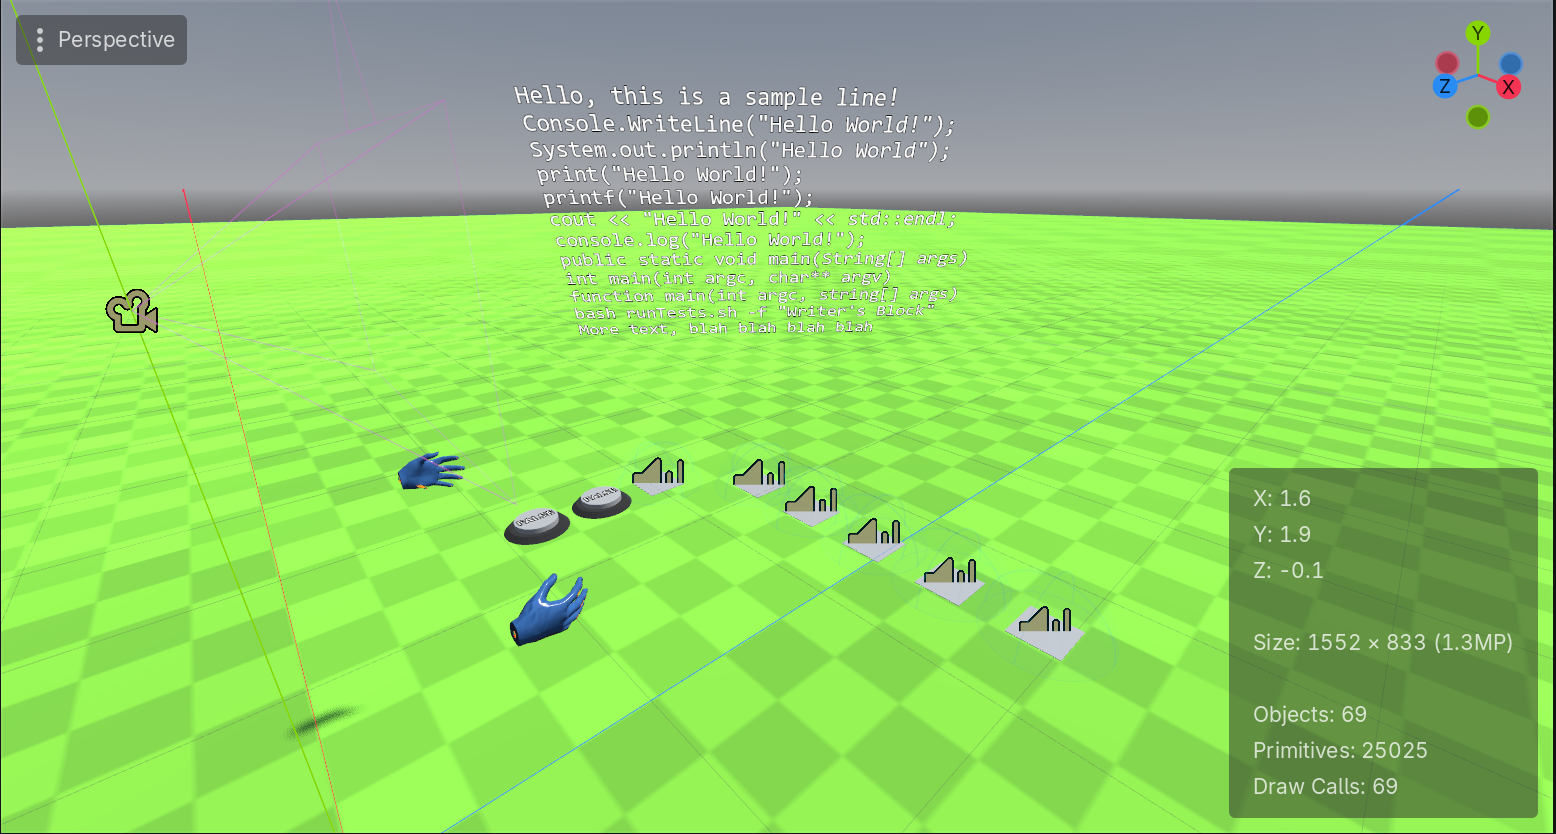 Perspective
Y
Z
X
Hello, this is a sample line!
Console.WriteLine("Hello World!");
System.out.println("Hello World");
print("Hello World!");
printf("Hello World!");
cout << "Hello World!" << std::endl;
console.log("Hello World!");
public static void main(String[] args)
int main(int argc, char** argv)
function main(int argc, string[] args)
bash runTests.sh -f "Writer's Block"
More text, blah blah blah blah
X: 1.6
Y: 1.9
Z: -0.1
Size: 1552 × 833 (1.3MP)
Objects: 69
Primitives: 25025
Draw Calls: 69